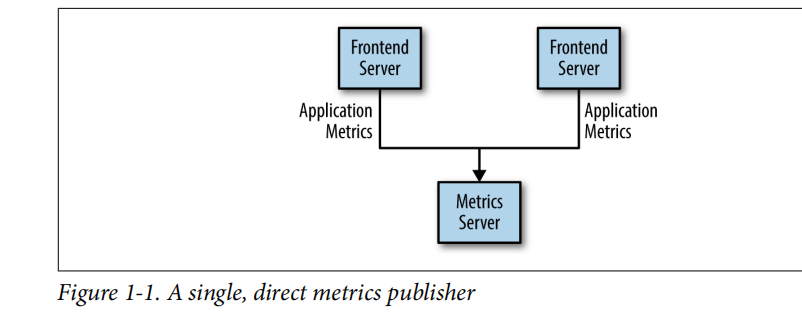 Frontend
Server
Frontend
Server
Application
Metrics
Application
Metrics
Metrics
Server
Figure 1-1. A single, direct metrics publisher